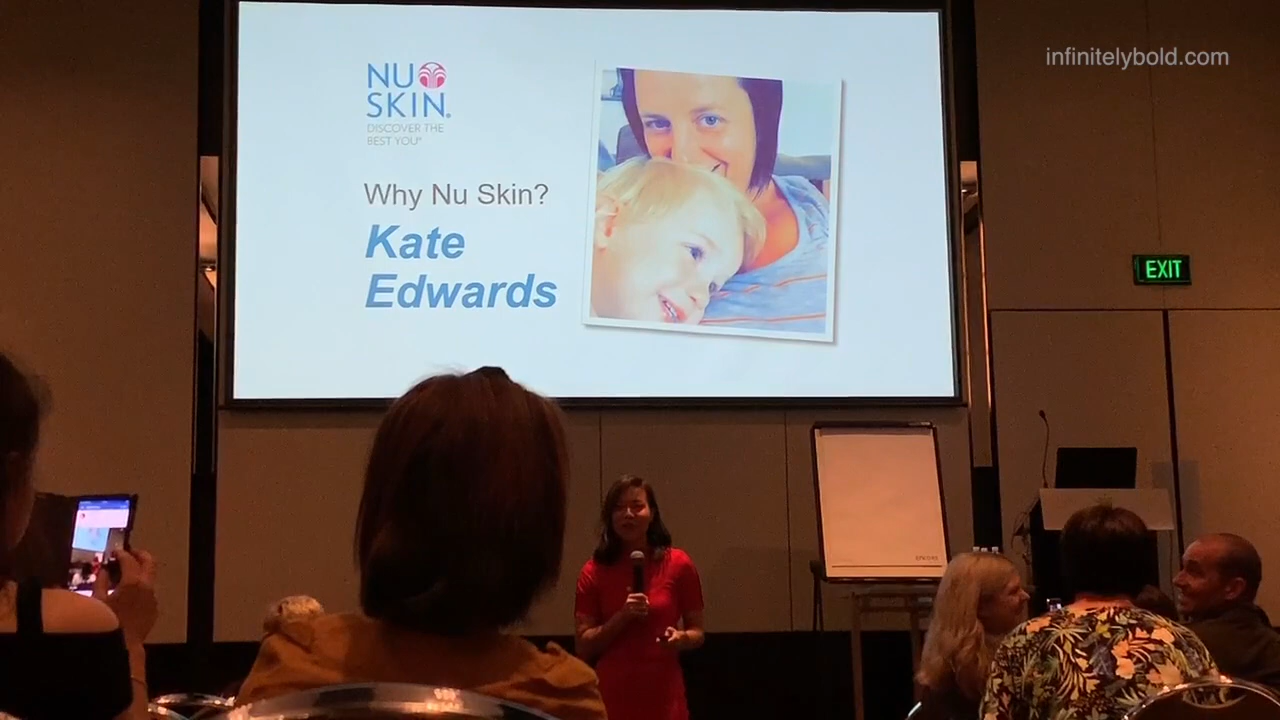 infinitelybold.com
NU
SKIN®
DISCOVER THE
BEST YOU®
Why Nu Skin?
Kate
Edwards
EXIT